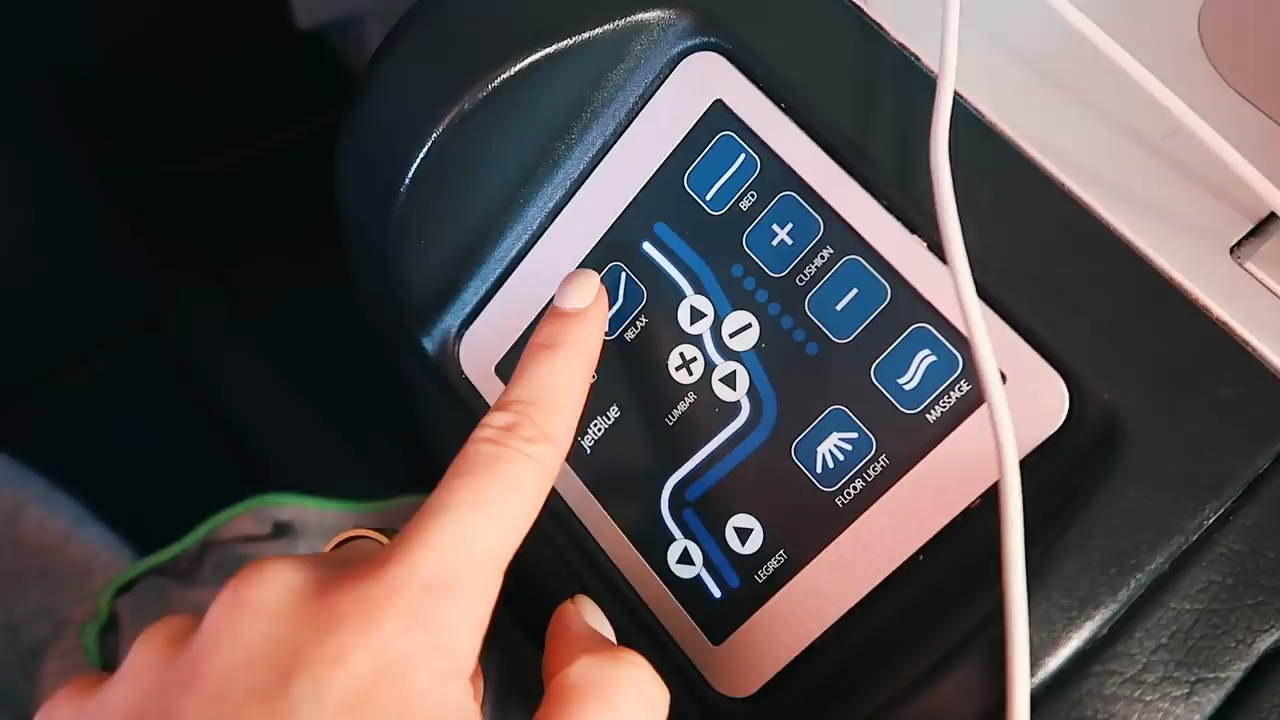 BED
CUSHION
RELAX
MASSAGE
LUMBAR
jetBlue
FLOOR LIGHT
LEGREST